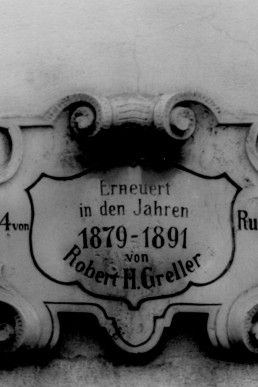 Erneuert
in den Jahren
1879-1891
von
Robert H. Greller
4 von
Ru